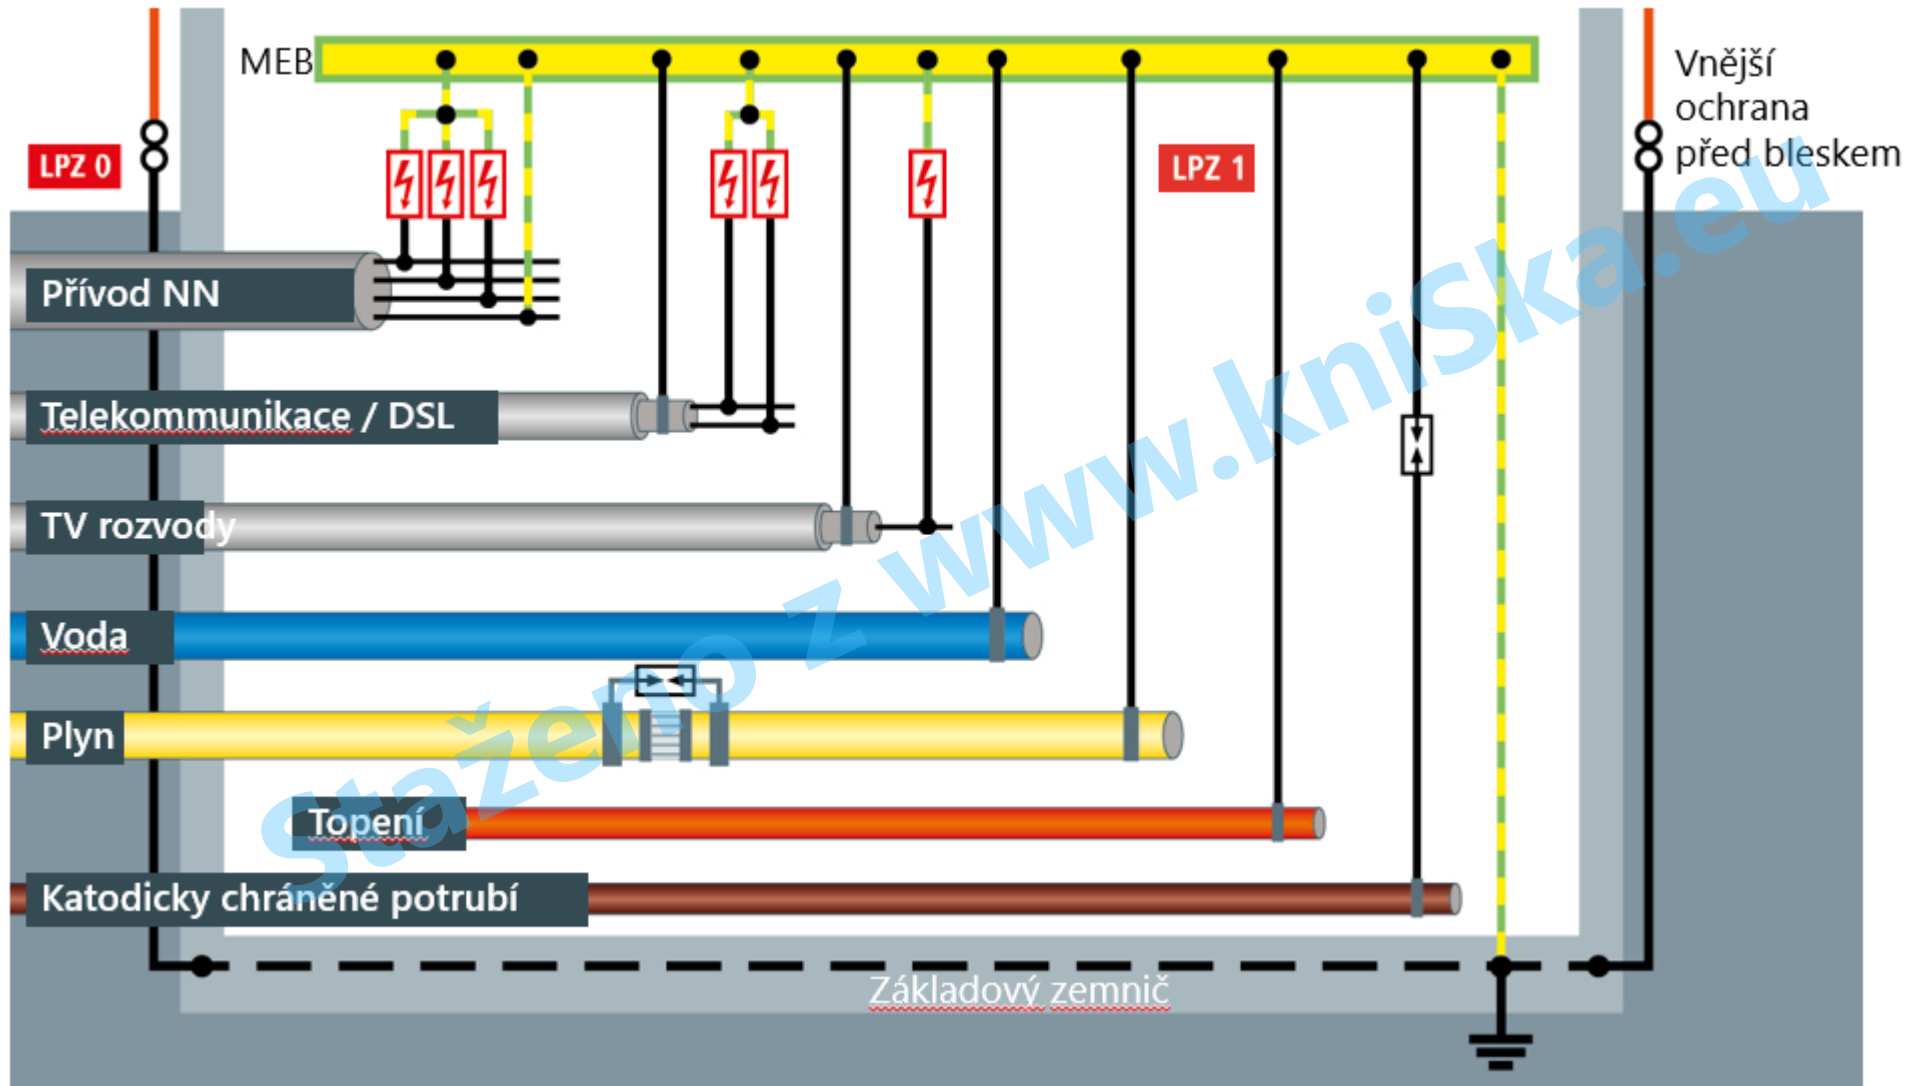 MEB
Vnější
ochrana
před bleskem
LPZ 0
LPZ 1
Přívod NN
Telekommunikace / DSL
TV rozvody
Voda
Plyn
Topení
Katodicky chráněné potrubí
Základový zemnič
Staženo z www.kniSka.eu